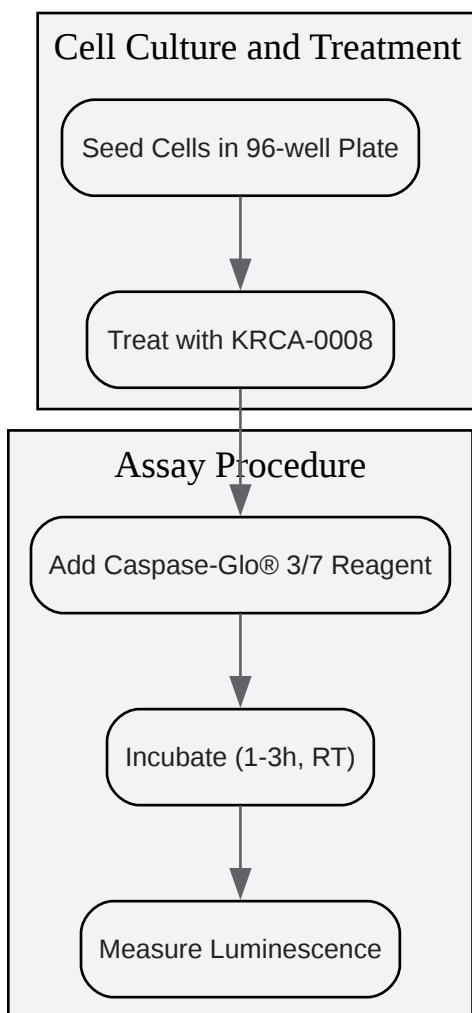 Cell Culture and Treatment
Seed Cells in 96-well Plate
Treat with KRCA-0008
Assay Procedure
Add Caspase-Glo® 3/7 Reagent
Incubate (1-3h, RT)
Measure Luminescence